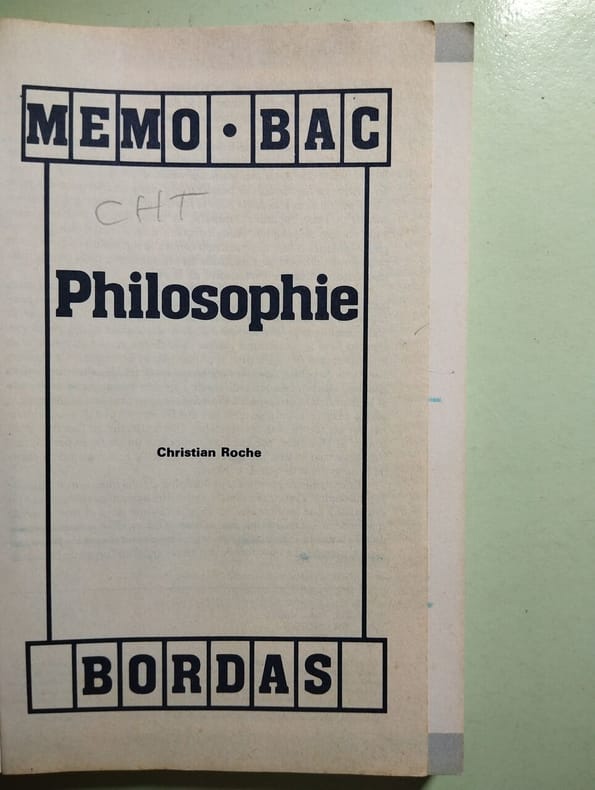 MEMO • BAC
CHT
Philosophie
Christian Roche
BORDAS